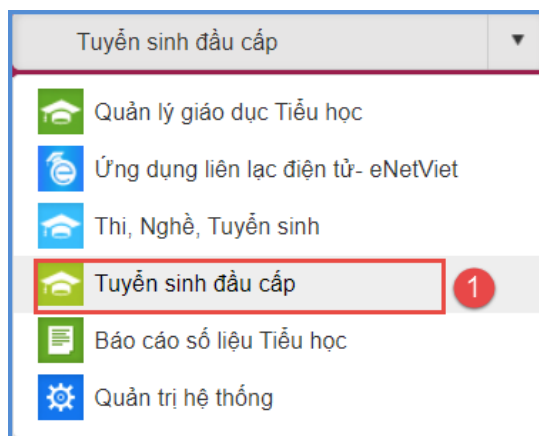 Tuyển sinh đầu cấp
Quản lý giáo dục Tiểu học
Ứng dụng liên lạc điện tử- eNetViet
Thi, Nghề, Tuyển sinh
Tuyển sinh đầu cấp 1
Báo cáo số liệu Tiểu học
Quản trị hệ thống